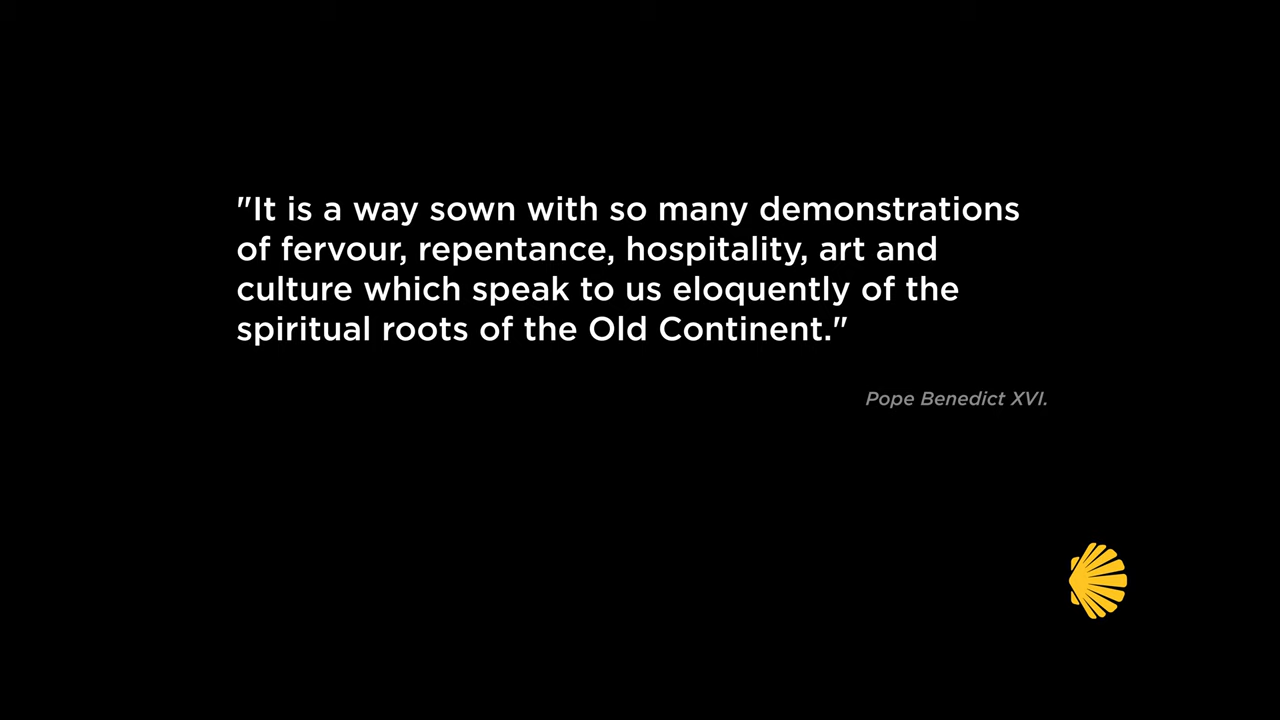 "It is a way sown with so many demonstrations
of fervour, repentance, hospitality, art and
culture which speak to us eloquently of the
spiritual roots of the Old Continent."
Pope Benedict XVI.